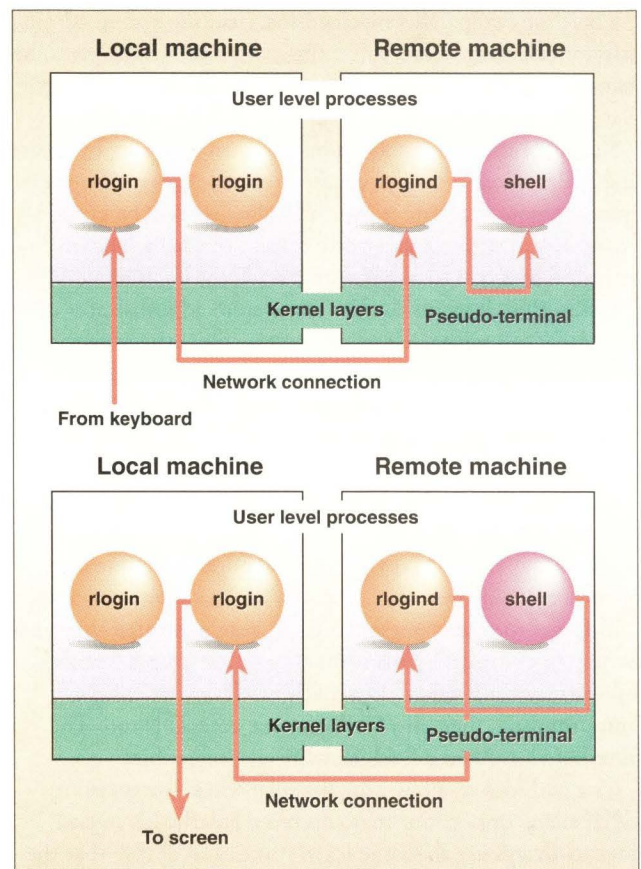 Local machine Remote machine
User level processes
rlogin rlogin rlogind shell
Kernel layers Pseudo-terminal
Network connection
From keyboard
Local machine Remote machine
User level processes
rlogin rlogin rlogind shell
Kernel layers Pseudo-terminal
Network connection
To screen